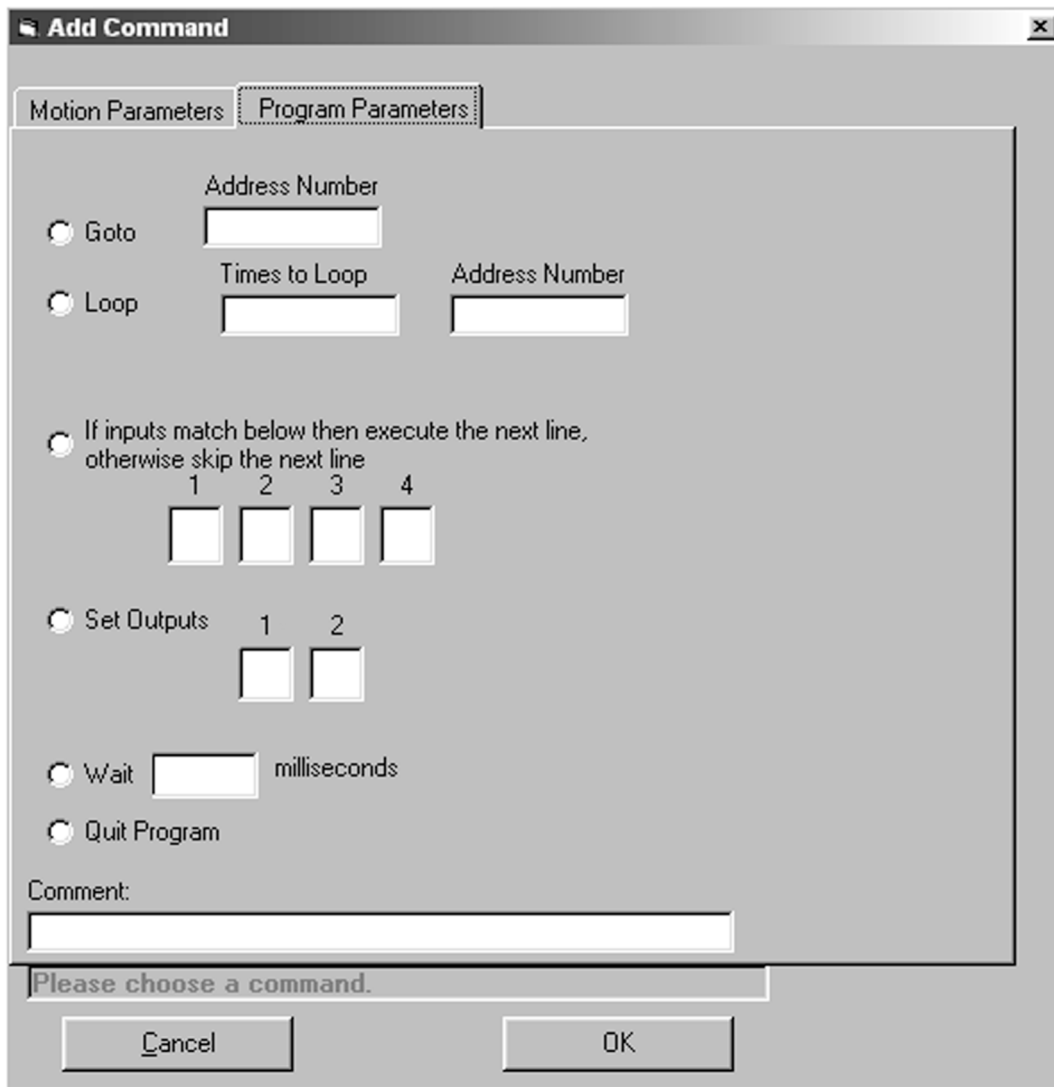 Add Command
Motion Parameters
Program Parameters
Address Number
Goto
Times to Loop
Address Number
Loop
If inputs match below then execute the next line,
otherwise skip the next line
1 2 3 4
Set Outputs
1 2
Wait
milliseconds
Quit Program
Comment:
Please choose a command.
Cancel
OK